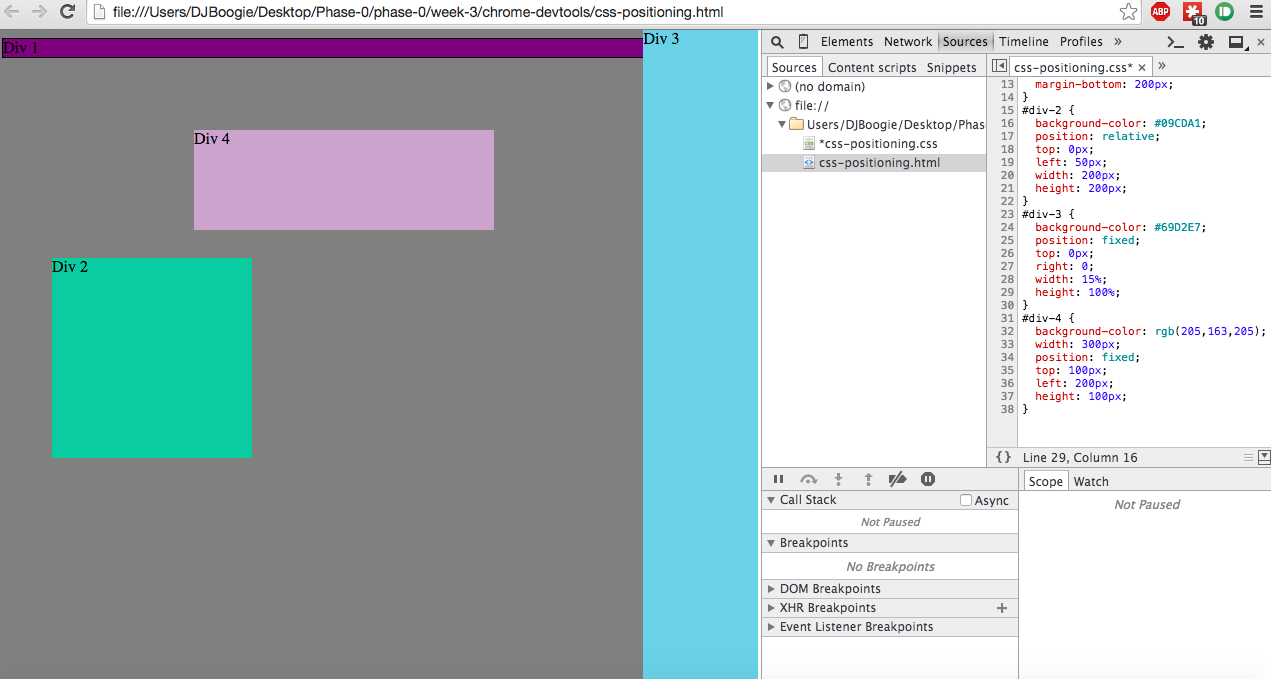 file:///Users/DJBoogie/Desktop/Phase-0/phase-0/week-3/chrome-devtools/css-positioning.html
ABP
10
Div 1
Div 3
Div 4
Div 2
Elements Network Sources Timeline Profiles »
Sources Content scripts Snippets
(no domain)
file://
Users/DJBoogie/Desktop/Phas
*css-positioning.css
css-positioning.html
css-positioning.css* × »
13 margin-bottom: 200px;
14 }
15 #div-2 {
16 background-color: #09CDA1;
17 position: relative;
18 top: 0px;
19 left: 50px;
20 width: 200px;
21 height: 200px;
22 }
23 #div-3 {
24 background-color: #69D2E7;
25 position: fixed;
26 top: 0px;
27 right: 0;
28 width: 15%;
29 height: 100%;
30 }
31 #div-4 {
32 background-color: rgb(205,163,205);
33 width: 300px;
34 position: fixed;
35 top: 100px;
36 left: 200px;
37 height: 100px;
38 }
{} Line 29, Column 16
Call Stack Async
Not Paused
Breakpoints
No Breakpoints
DOM Breakpoints
XHR Breakpoints +
Event Listener Breakpoints
Scope Watch
Not Paused